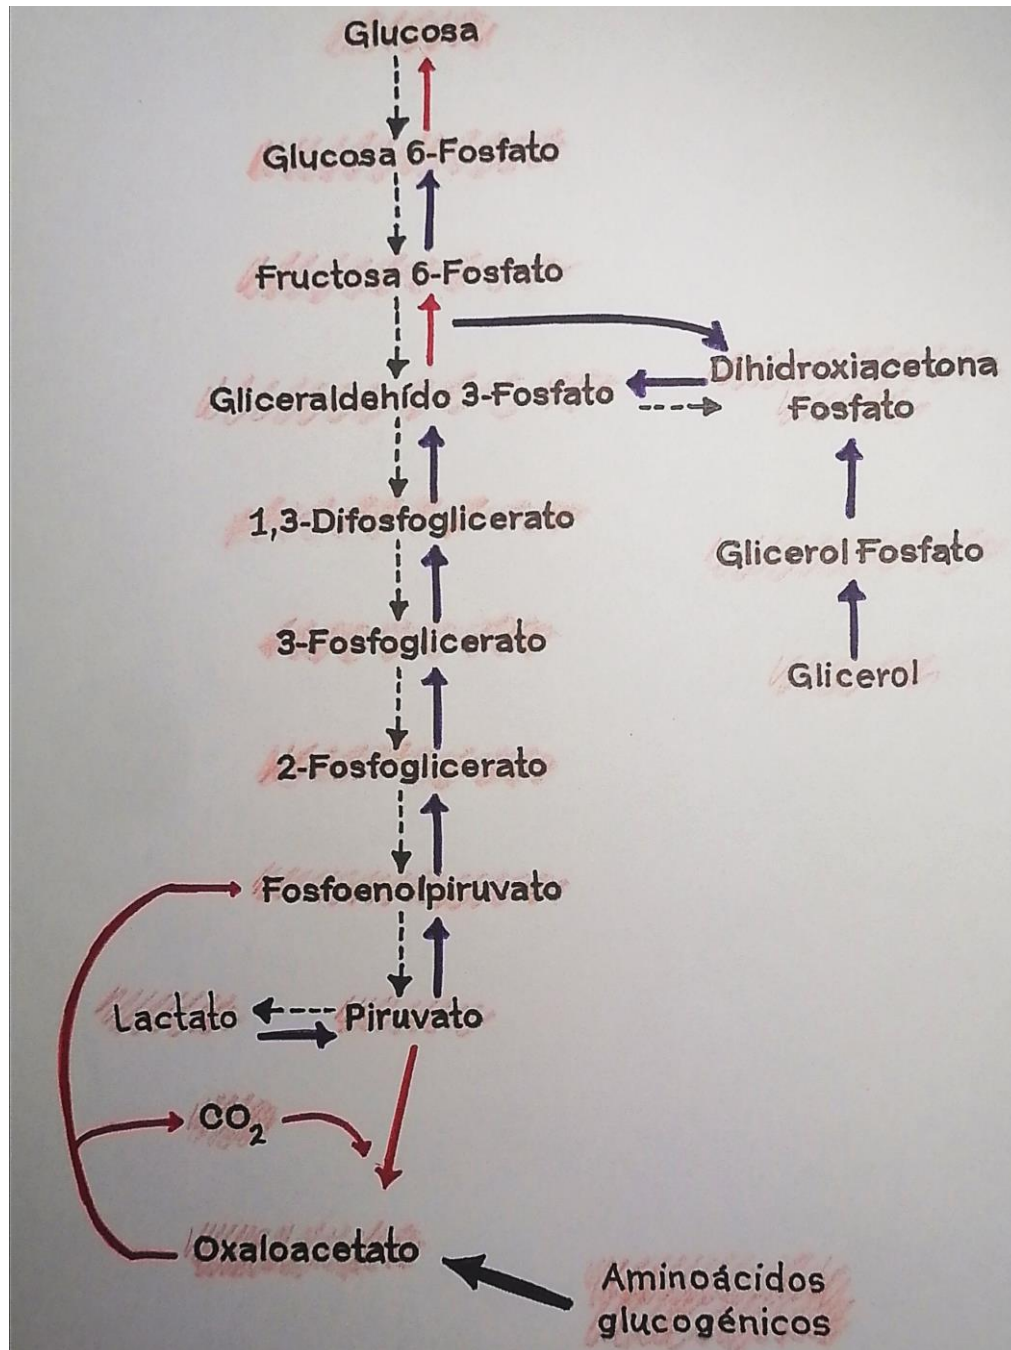 Glucosa
Glucosa 6-Fosfato
Fructosa 6-Fosfato
Gliceraldehído 3-Fosfato
Dihidroxiacetona
Fosfato
1,3-Difosfoglicerato
Glicerol Fosfato
3-Fosfoglicerato
Glicerol
2-Fosfoglicerato
Fosfoenolpiruvato
Lactato
Piruvato
CO₂
Oxaloacetato
Aminoácidos
glucogénicos